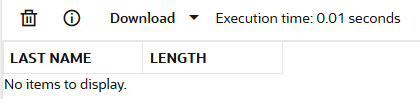 Download Execution time: 0.01 seconds
LAST NAME LENGTH
No items to display.